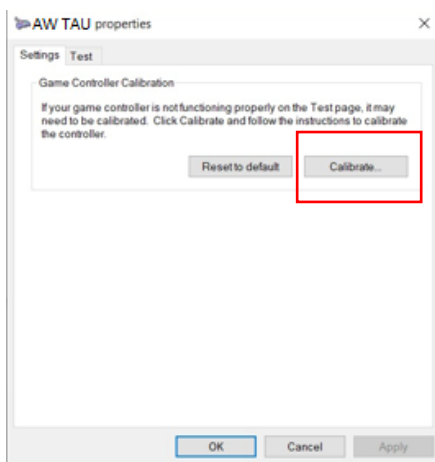 AW TAU properties
Settings Test
Game Controller Calibration
If your game controller is not functioning properly on the Test page, it may
need to be calibrated. Click Calibrate and follow the instructions to calibrate
the controller.
Reset to default Calibrate...
OK Cancel Apply